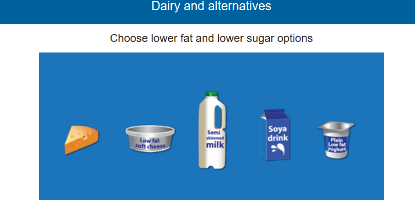 Dairy and alternatives
Choose lower fat and lower sugar options
Low fat
soft cheese
Semi
skimmed
milk
Soya
drink
Plain
Low fat
yoghurt